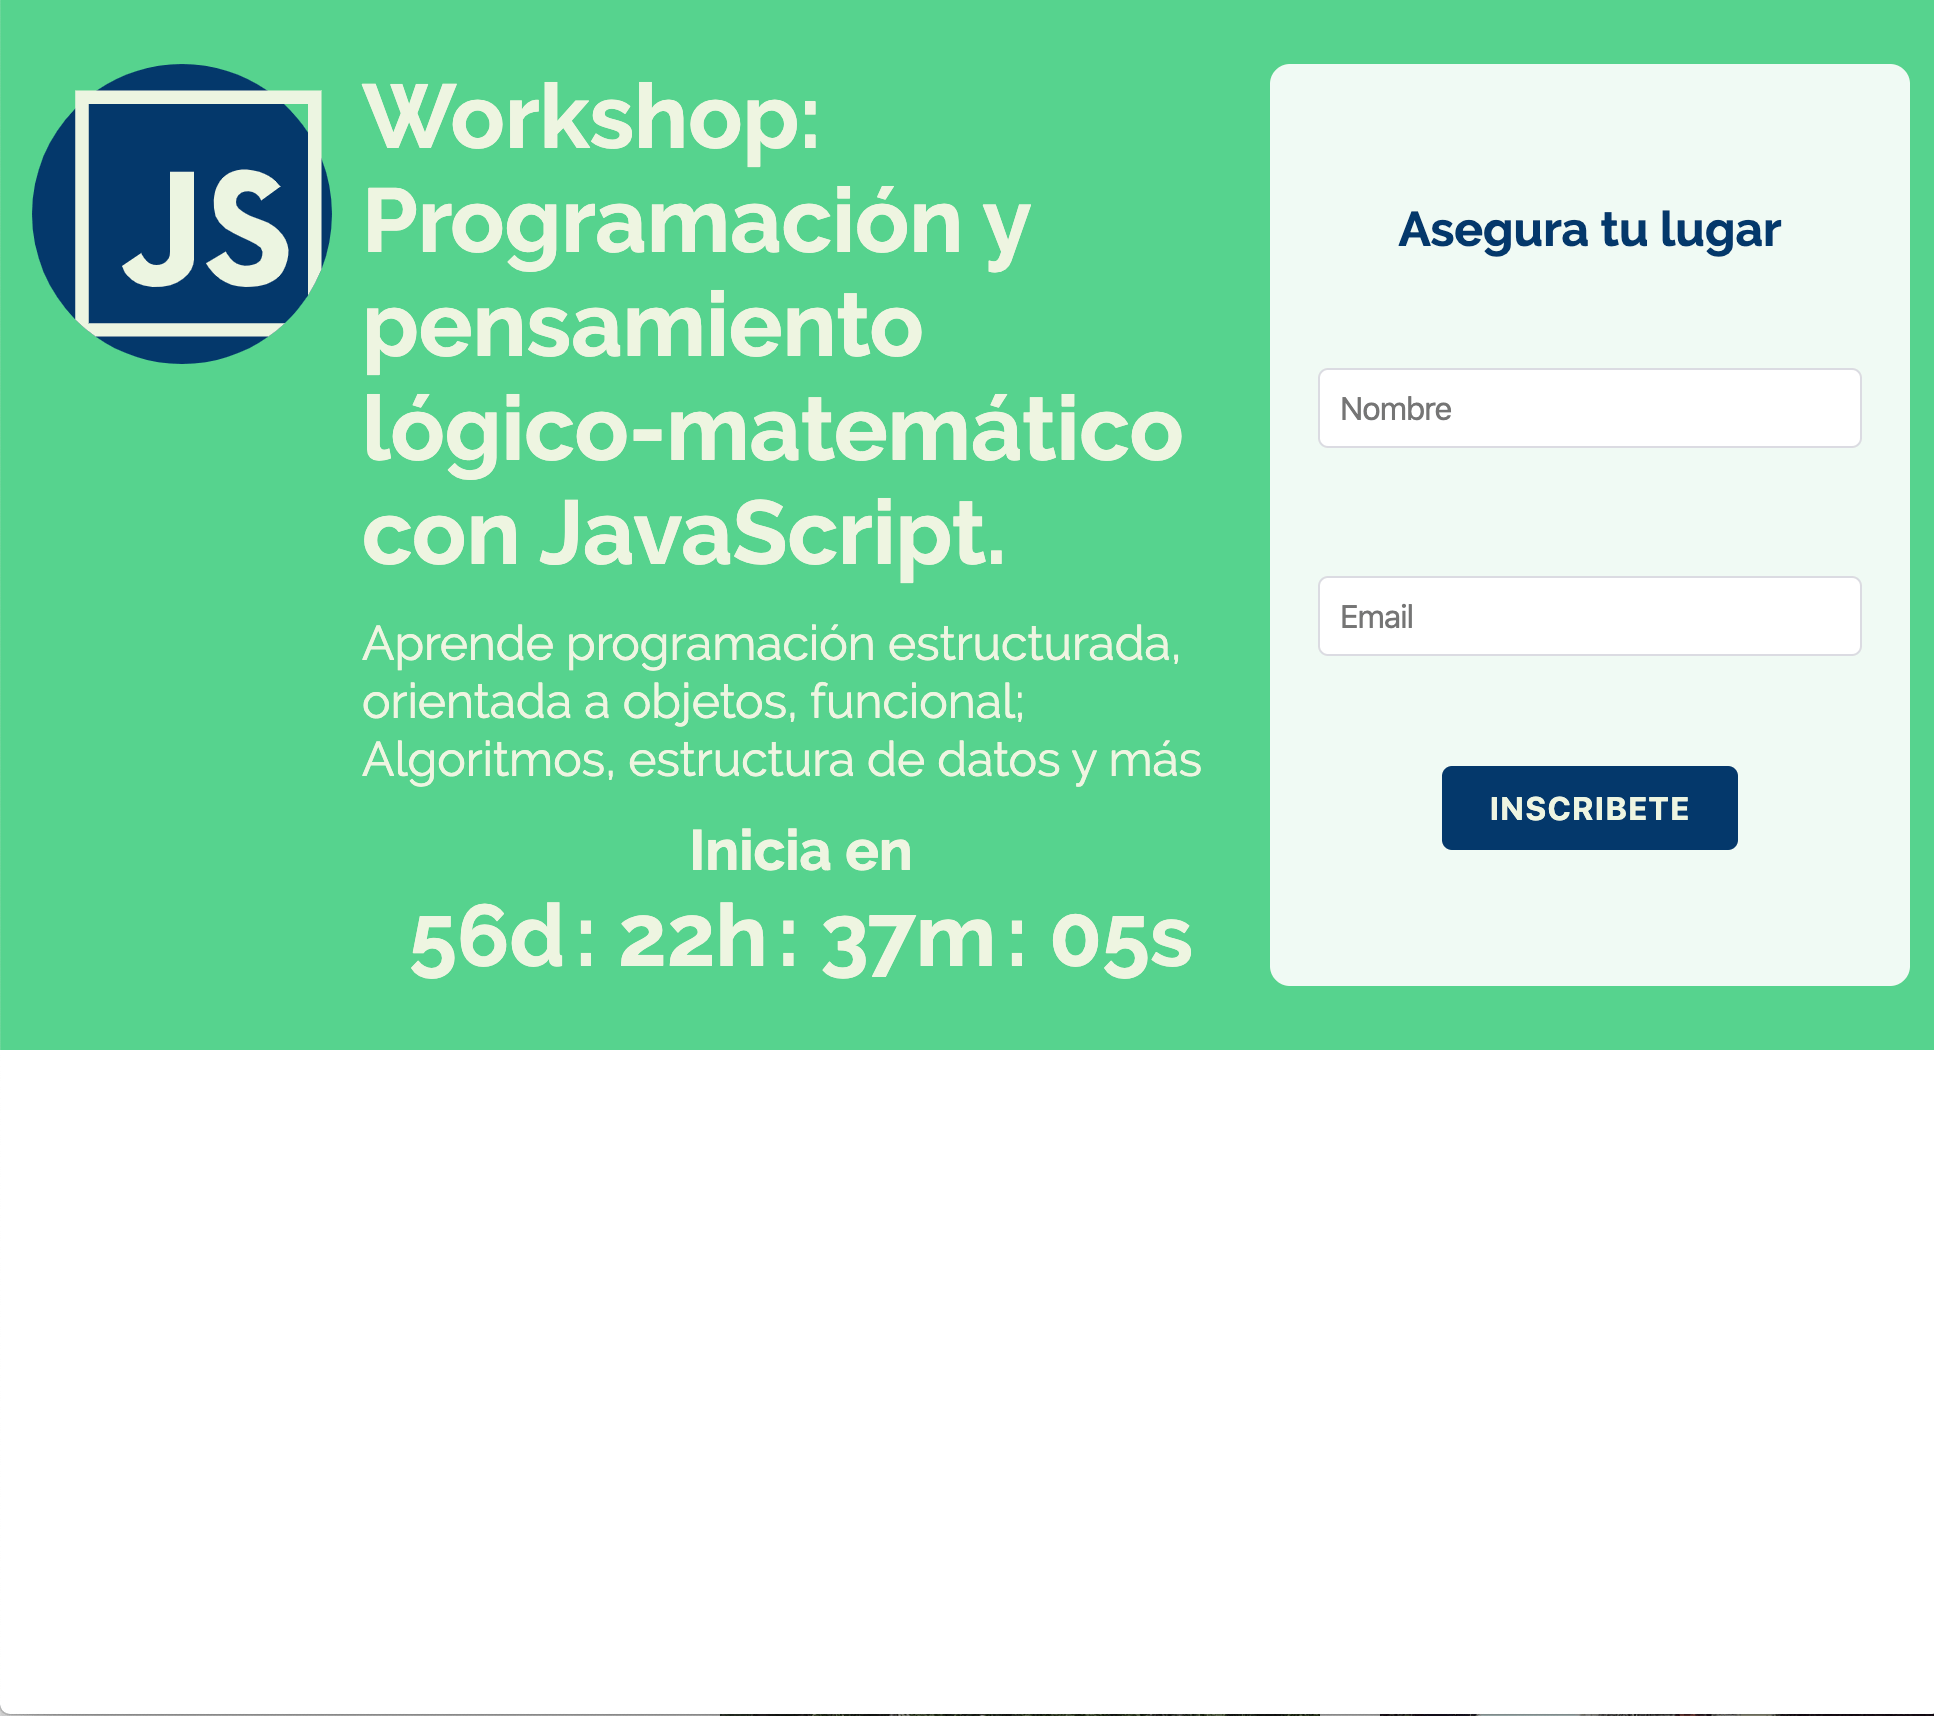 JS
Workshop:
Programación y
pensamiento
lógico-matemático
con JavaScript.
Aprende programación estructurada,
orientada a objetos, funcional;
Algoritmos, estructura de datos y más
Inicia en
56d : 22h : 37m : 05s
Asegura tu lugar
Nombre
Email
INSCRIBETE